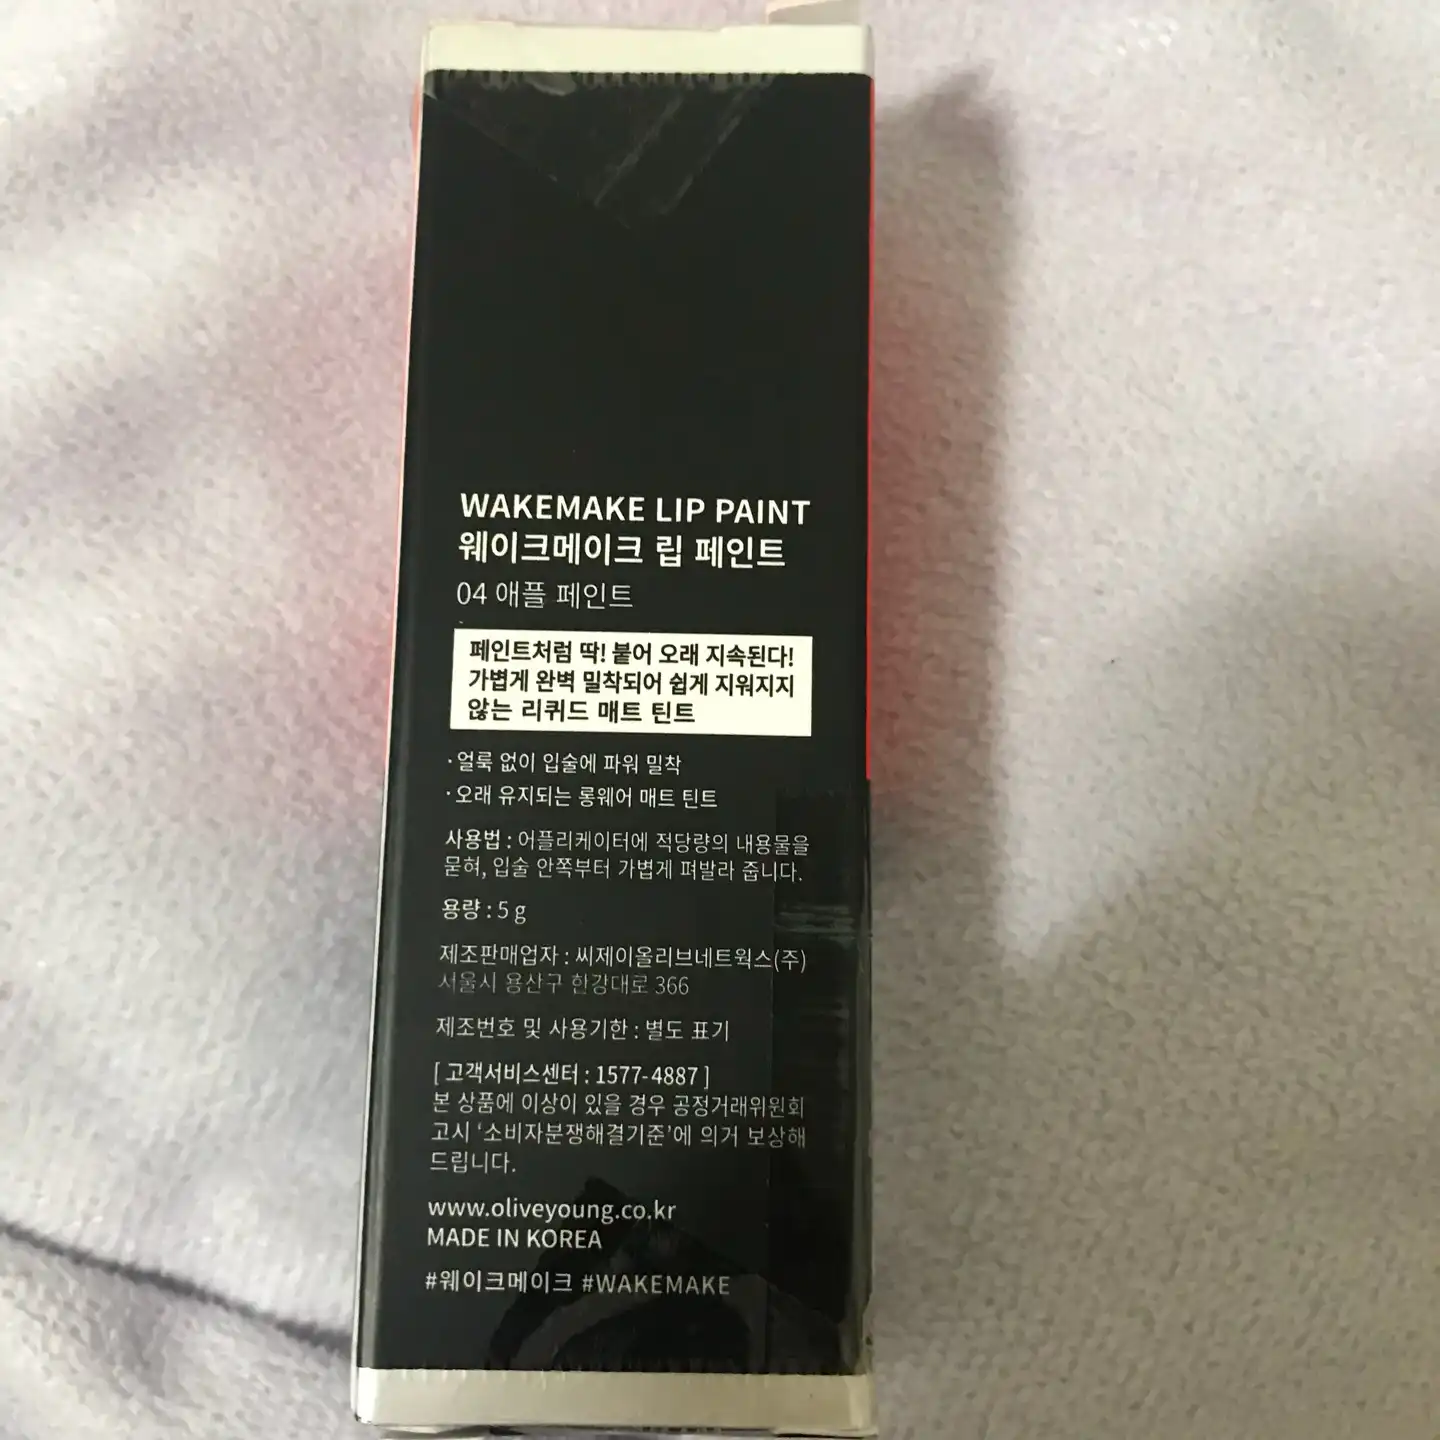 WAKEMAKE LIP PAINT
웨이크메이크 립 페인트
04 애플 페인트
페인트처럼 딱! 붙어 오래 지속된다!
가볍게 완벽 밀착되어 쉽게 지워지지
않는 리퀴드 매트 틴트
·얼룩 없이 입술에 파워 밀착
·오래 유지되는 롱웨어 매트 틴트
사용법 : 어플리케이터에 적당량의 내용물을
묻혀, 입술 안쪽부터 가볍게 펴발라 줍니다.
용량 : 5 g
제조판매업자 : 씨제이올리브네트웍스(주)
서울시 용산구 한강대로 366
제조번호 및 사용기한 : 별도 표기
[ 고객서비스센터 : 1577-4887 ]
본 상품에 이상이 있을 경우 공정거래위원회
고시 ‘소비자분쟁해결기준’에 의거 보상해
드립니다.
www.oliveyoung.co.kr
MADE IN KOREA
#웨이크메이크 #WAKEMAKE